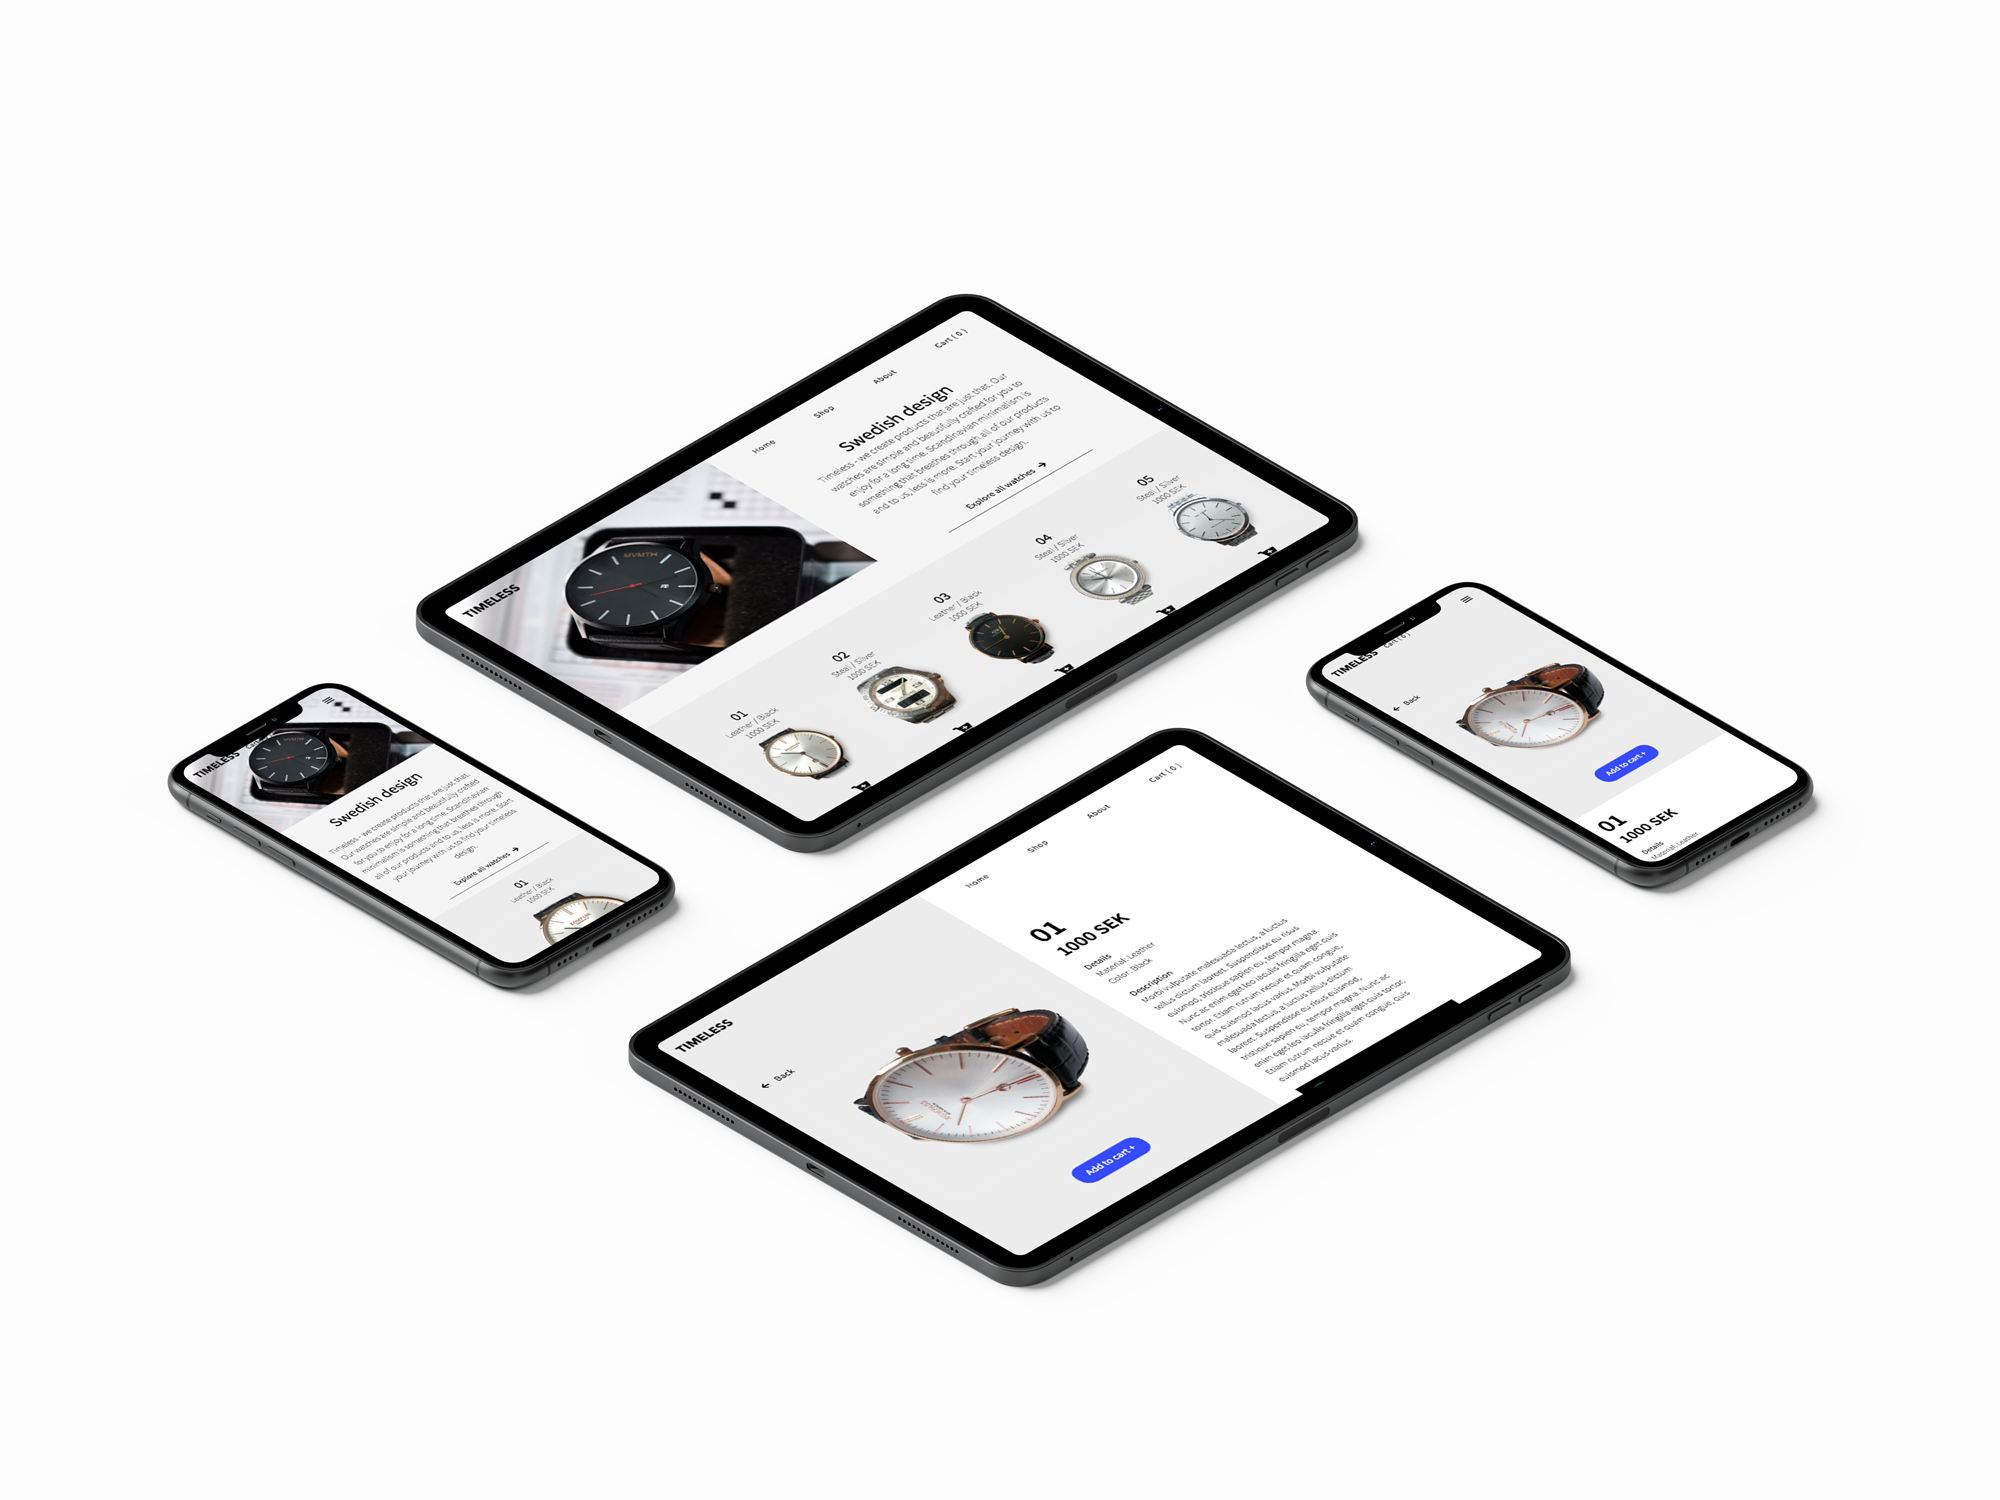 TIMELESS
Home
Shop
About
Cart ( 0 )
MVMTH
Swedish design
Timeless - we create products that are just that. Our
watches are simple and beautifully crafted for you to
enjoy for a long time. Scandinavian minimalism is
something that breathes through all of our products
and to us, less is more. Start your journey with us to
find your timeless design.
Explore all watches →
01
Leather / Black
1000 SEK
02
Steal / Silver
1000 SEK
03
Leather / Black
1000 SEK
04
Steal / Silver
1000 SEK
05
Steal / Silver
1000 SEK
TIMELESS
Swedish design
Timeless - we create products that are just that.
Our watches are simple and beautifully crafted
for you to enjoy for a long time. Scandinavian
minimalism is something that breathes through
all of our products and to us, less is more. Start
your journey with us to find your timeless
design.
Explore all watches →
01
Leather / Black
1000 SEK
TIMELESS
Cart ( 0 )
← Back
Add to cart +
01
1000 SEK
Details
Material: Leather
TIMELESS
Home
Shop
About
Cart ( 0 )
← Back
Add to cart +
01
1000 SEK
Details
Material: Leather
Color: Black
Description
Morbi vulputate malesuada lectus, a luctus
tellus dictum laoreet. Suspendisse eu risus
euismod, tristique sapien eu, tempor magna.
Nunc ac enim eget leo iaculis fringilla eget quis
tortor. Etiam rutrum neque et quam congue,
quis euismod lacus varius. Morbi vulputate
malesuada lectus, a luctus tellus dictum
laoreet. Suspendisse eu risus euismod,
tristique sapien eu, tempor magna. Nunc ac
enim eget leo iaculis fringilla eget quis tortor.
Etiam rutrum neque et quam congue, quis
euismod lacus varius.